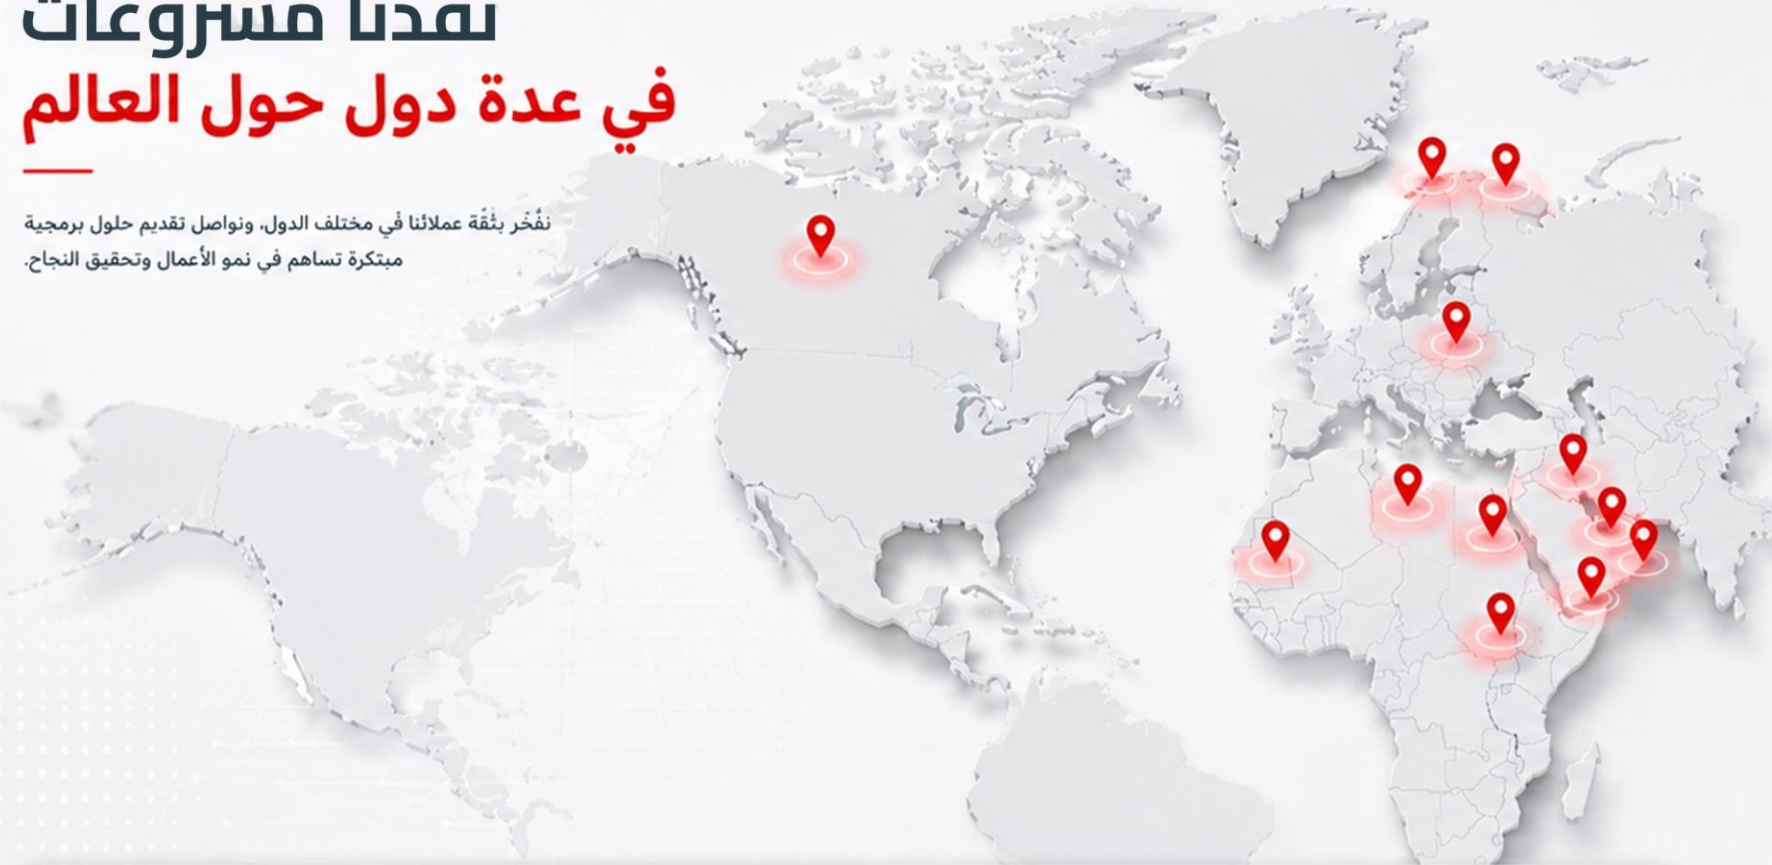 نفذنا مشروعات
في عدة دول حول العالم
نفخر بثقة عملائنا في مختلف الدول، ونواصل تقديم حلول برمجية
مبتكرة تساهم في نمو الأعمال وتحقيق النجاح.